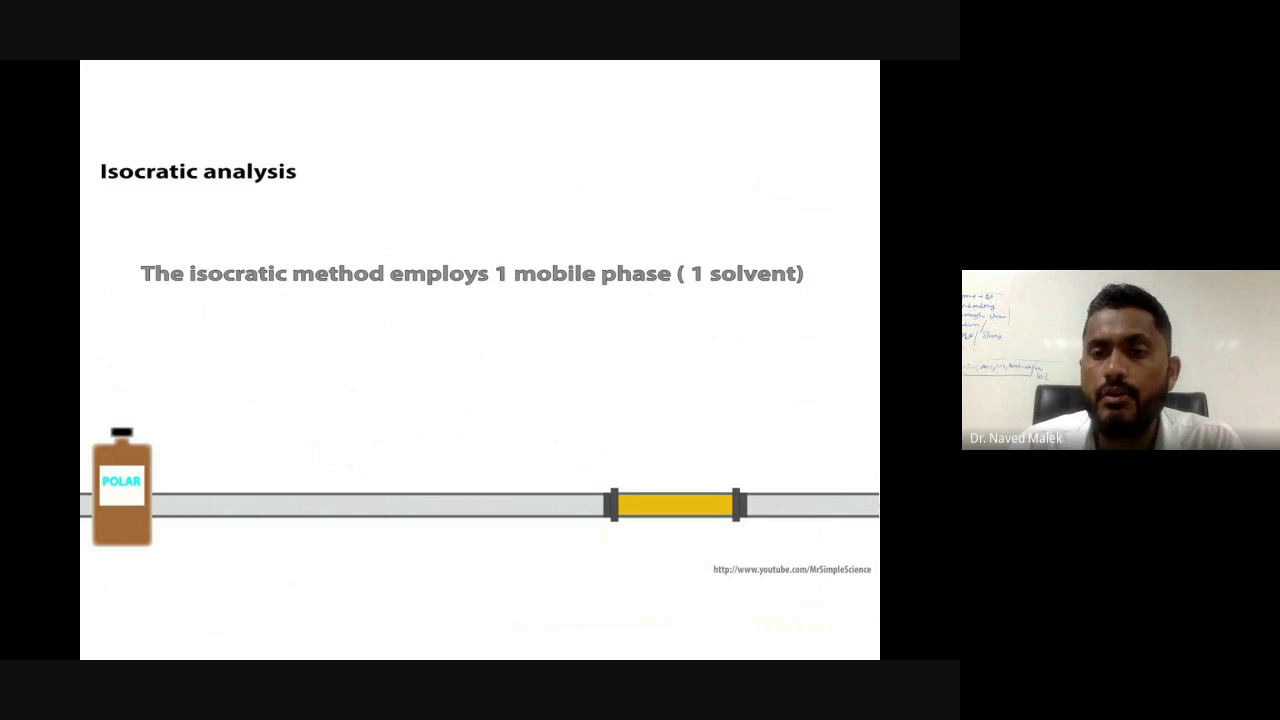 Isocratic analysis
The isocratic method employs 1 mobile phase ( 1 solvent)
POLAR
http://www.youtube.com/MrSimpleScience
Dr. Naved Malek